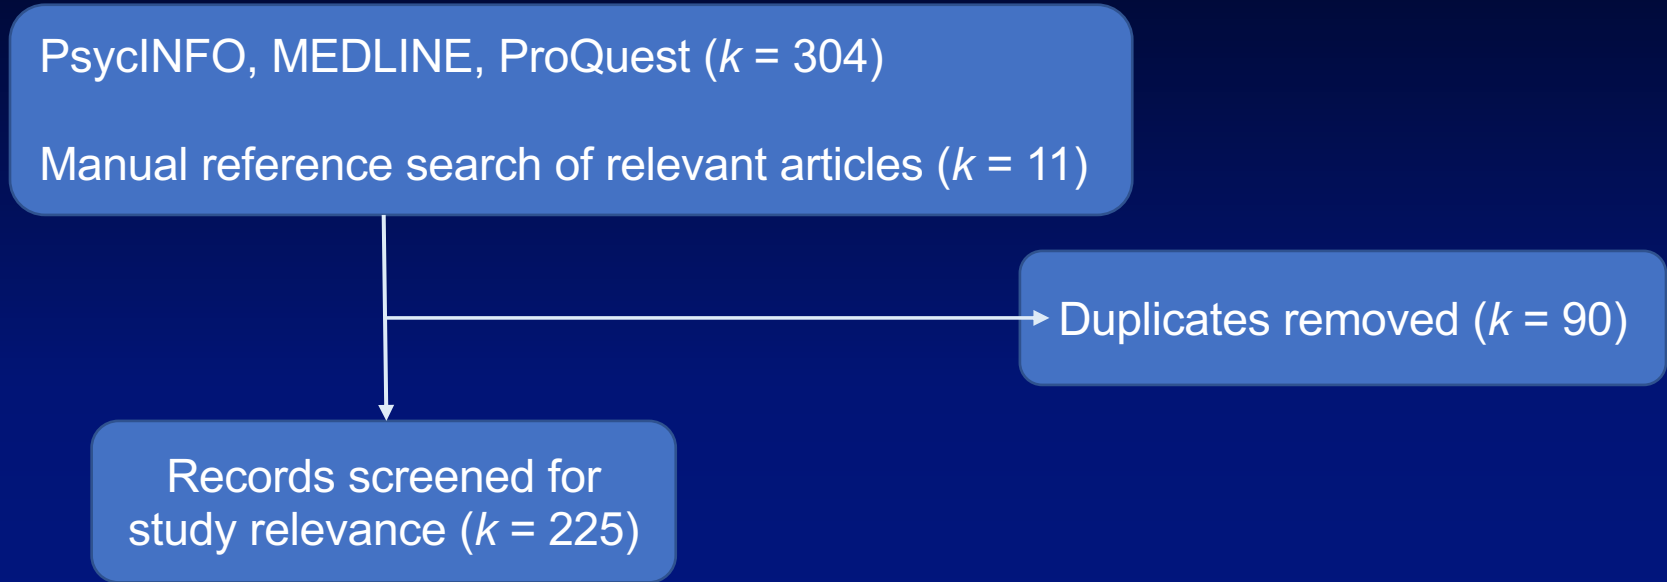 PsycINFO, MEDLINE, ProQuest (k = 304)
Manual reference search of relevant articles (k = 11)
Duplicates removed (k = 90)
Records screened for
study relevance (k = 225)